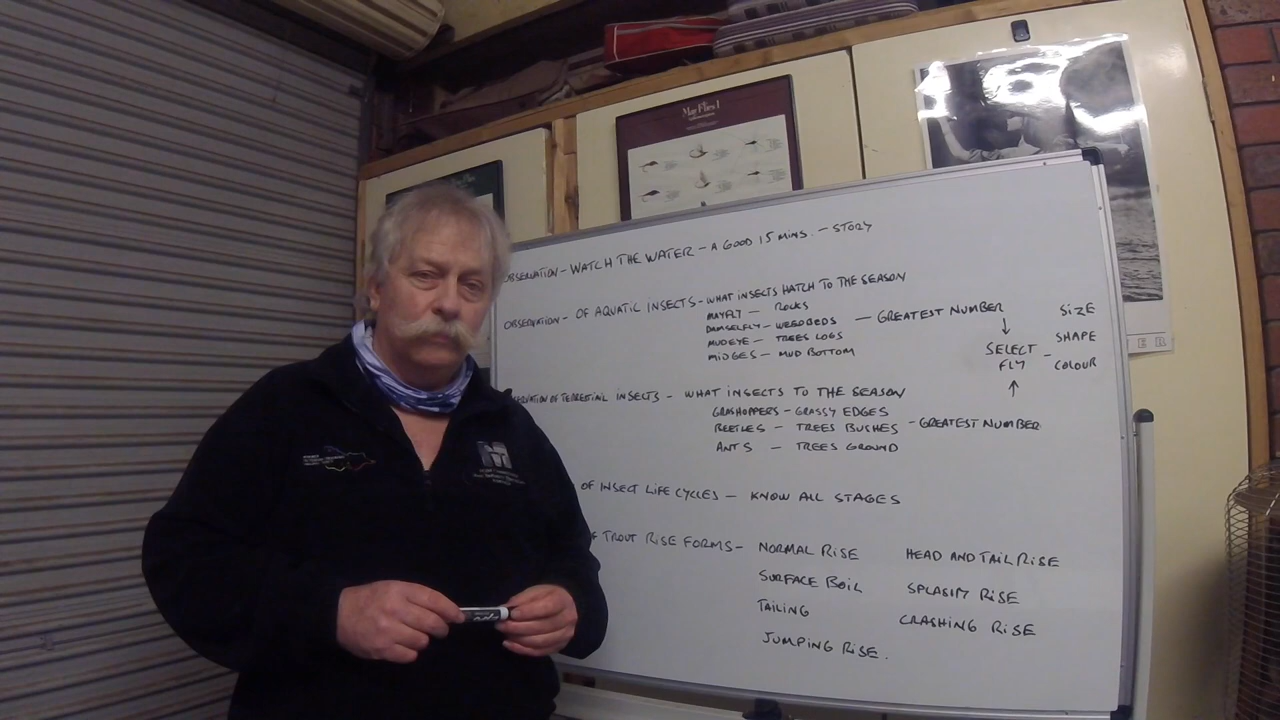 May Flies I
OBSERVATION - WATCH THE WATER - A GOOD 15 MINS. - STORY
OBSERVATION - OF AQUATIC INSECTS - WHAT INSECTS HATCH TO THE SEASON
MAYFLY - ROCKS
DAMSELFLY - WEEDBEDS - GREATEST NUMBER
MUDEYE - TREES LOGS
MIDGES - MUD BOTTOM
SIZE
SELECT FLY - SHAPE
COLOUR
OF TERRESTIAL INSECTS - WHAT INSECTS TO THE SEASON
GRASHOPPERS - GRASSY EDGES
BEETLES - TREES BUSHES - GREATEST NUMBER
ANTS - TREES GROUND
OF INSECT LIFE CYCLES - KNOW ALL STAGES
TROUT RISE FORMS - NORMAL RISE HEAD AND TAIL RISE
SURFACE BOIL SPLASHY RISE
TAILING CRASHING RISE
JUMPING RISE.